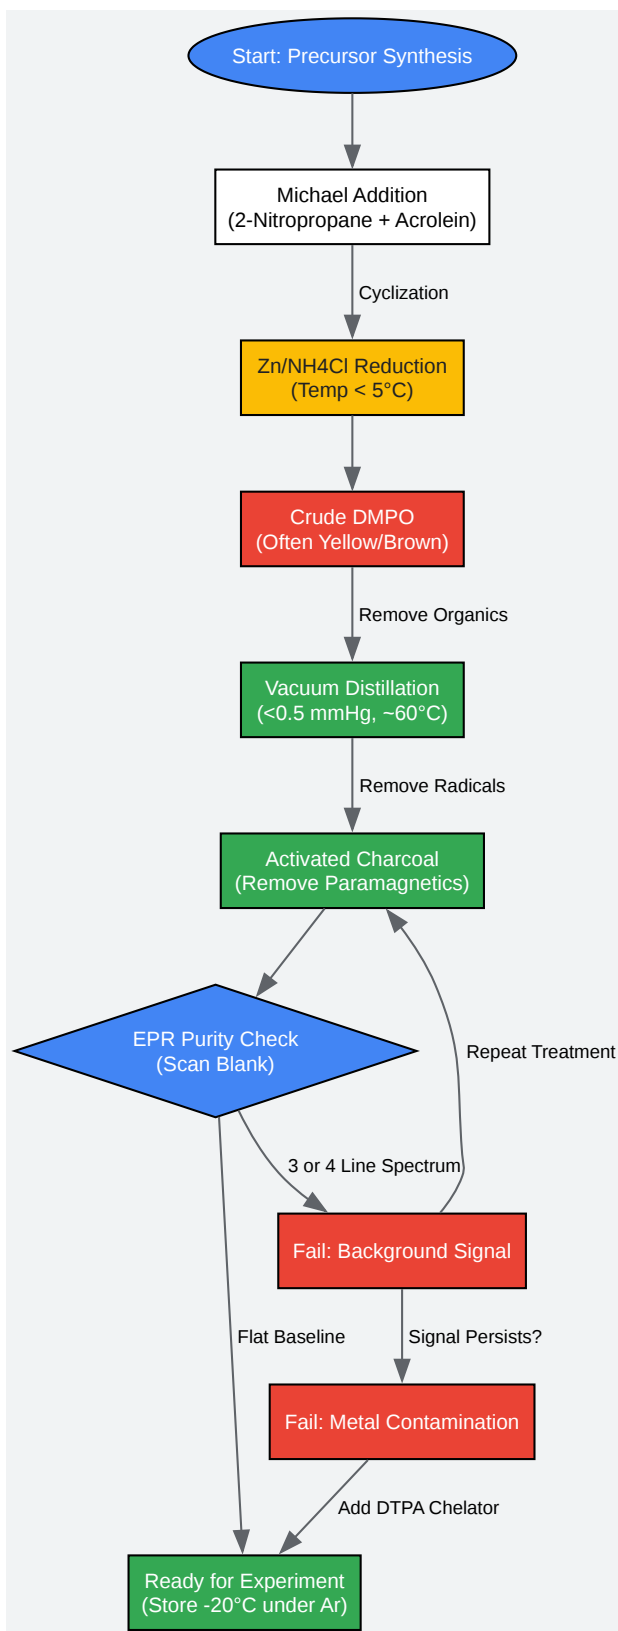 Start: Precursor Synthesis
Michael Addition
(2-Nitropropane + Acrolein)
Cyclization
Zn/NH4Cl Reduction
(Temp < 5°C)
Crude DMPO
(Often Yellow/Brown)
Remove Organics
Vacuum Distillation
(<0.5 mmHg, ~60°C)
Remove Radicals
Activated Charcoal
(Remove Paramagnetics)
EPR Purity Check
(Scan Blank)
Repeat Treatment
3 or 4 Line Spectrum
Fail: Background Signal
Flat Baseline
Signal Persists?
Fail: Metal Contamination
Add DTPA Chelator
Ready for Experiment
(Store -20°C under Ar)